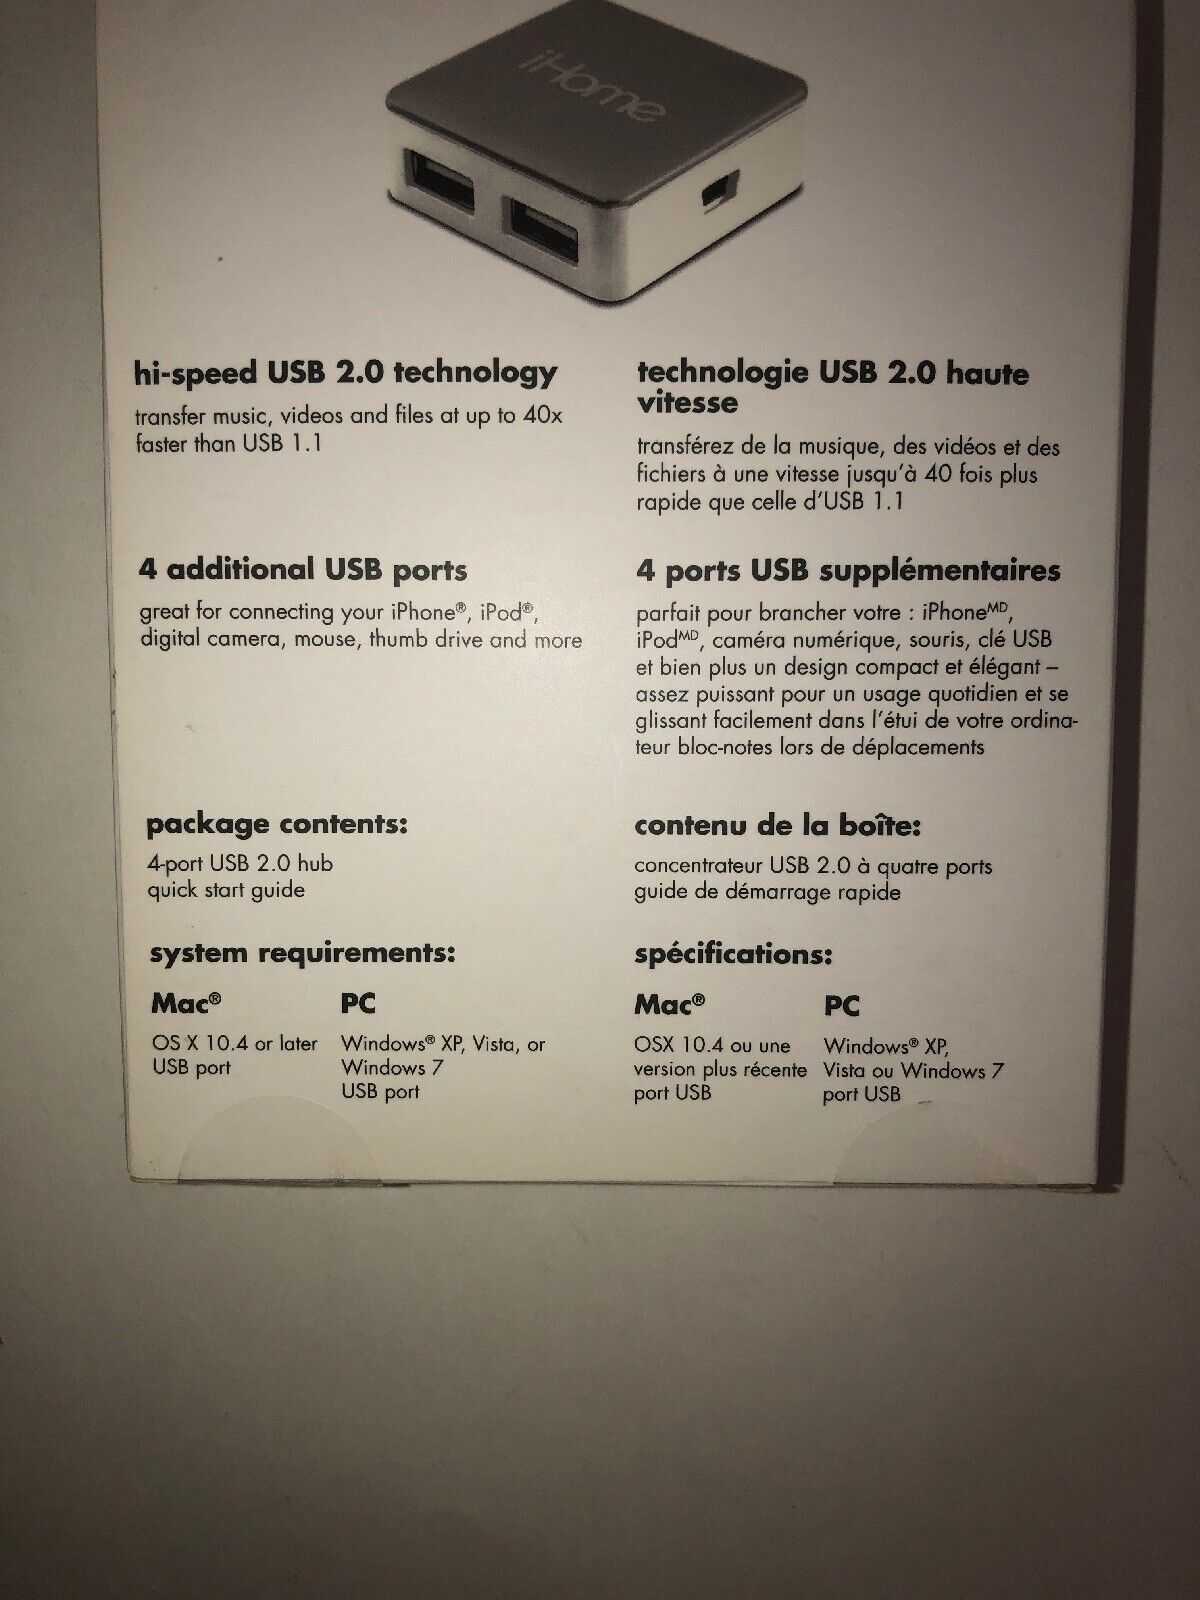 iHome
hi-speed USB 2.0 technology
transfer music, videos and files at up to 40x
faster than USB 1.1
technologie USB 2.0 haute
vitesse
transférez de la musique, des vidéos et des
fichiers à une vitesse jusqu'à 40 fois plus
rapide que celle d'USB 1.1
4 additional USB ports
great for connecting your iPhone®, iPod®,
digital camera, mouse, thumb drive and more
4 ports USB supplémentaires
parfait pour brancher votre : iPhoneMD,
iPodMD, caméra numérique, souris, clé USB
et bien plus un design compact et élégant –
assez puissant pour un usage quotidien et se
glissant facilement dans l'étui de votre ordina-
teur bloc-notes lors de déplacements
package contents:
4-port USB 2.0 hub
quick start guide
contenu de la boîte:
concentrateur USB 2.0 à quatre ports
guide de démarrage rapide
system requirements:
Mac®
OS X 10.4 or later
USB port
PC
Windows® XP, Vista, or
Windows 7
USB port
spécifications:
Mac®
OSX 10.4 ou une
version plus récente
port USB
PC
Windows® XP,
Vista ou Windows 7
port USB